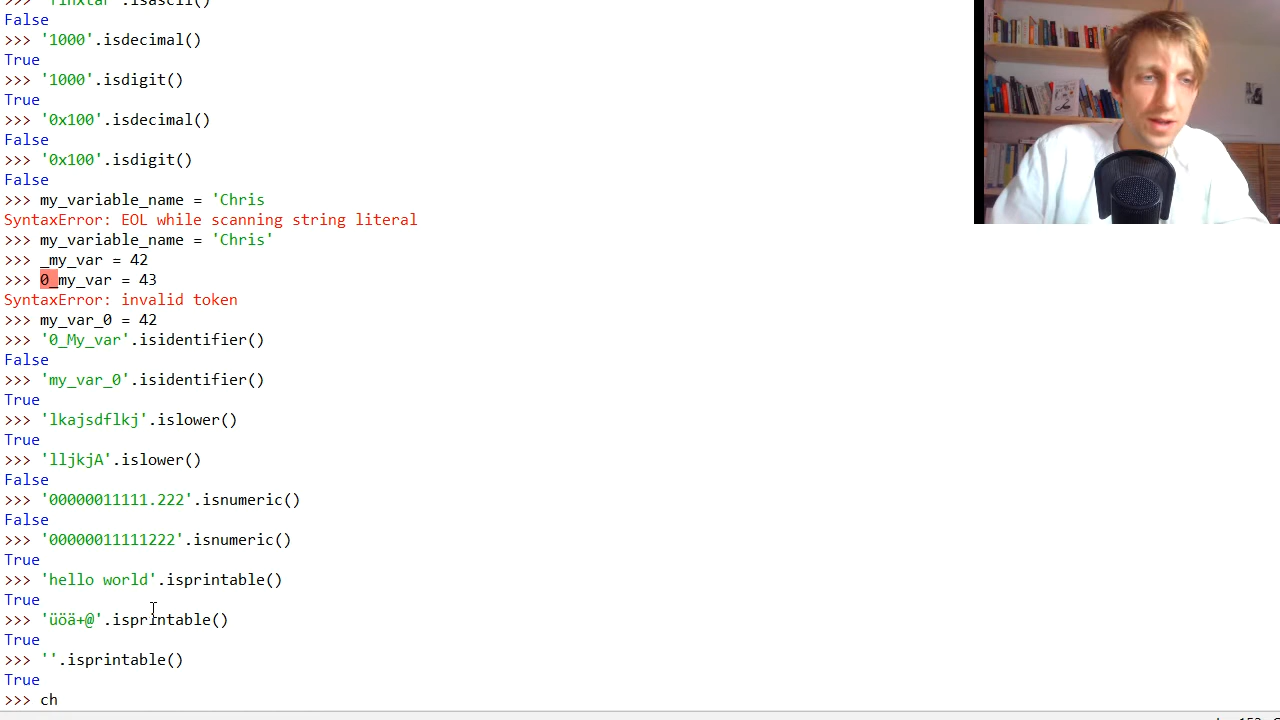 'finxtar'.isascii()
False
>>> '1000'.isdecimal()
True
>>> '1000'.isdigit()
True
>>> '0x100'.isdecimal()
False
>>> '0x100'.isdigit()
False
>>> my_variable_name = 'Chris
SyntaxError: EOL while scanning string literal
>>> my_variable_name = 'Chris'
>>> _my_var = 42
>>> 0_my_var = 43
SyntaxError: invalid token
>>> my_var_0 = 42
>>> '0_My_var'.isidentifier()
False
>>> 'my_var_0'.isidentifier()
True
>>> 'lkajsdflkj'.islower()
True
>>> 'lljkjA'.islower()
False
>>> '00000011111.222'.isnumeric()
False
>>> '00000011111222'.isnumeric()
True
>>> 'hello world'.isprintable()
True
>>> 'üöä+@'.isprintable()
True
>>> ''.isprintable()
True
>>> ch